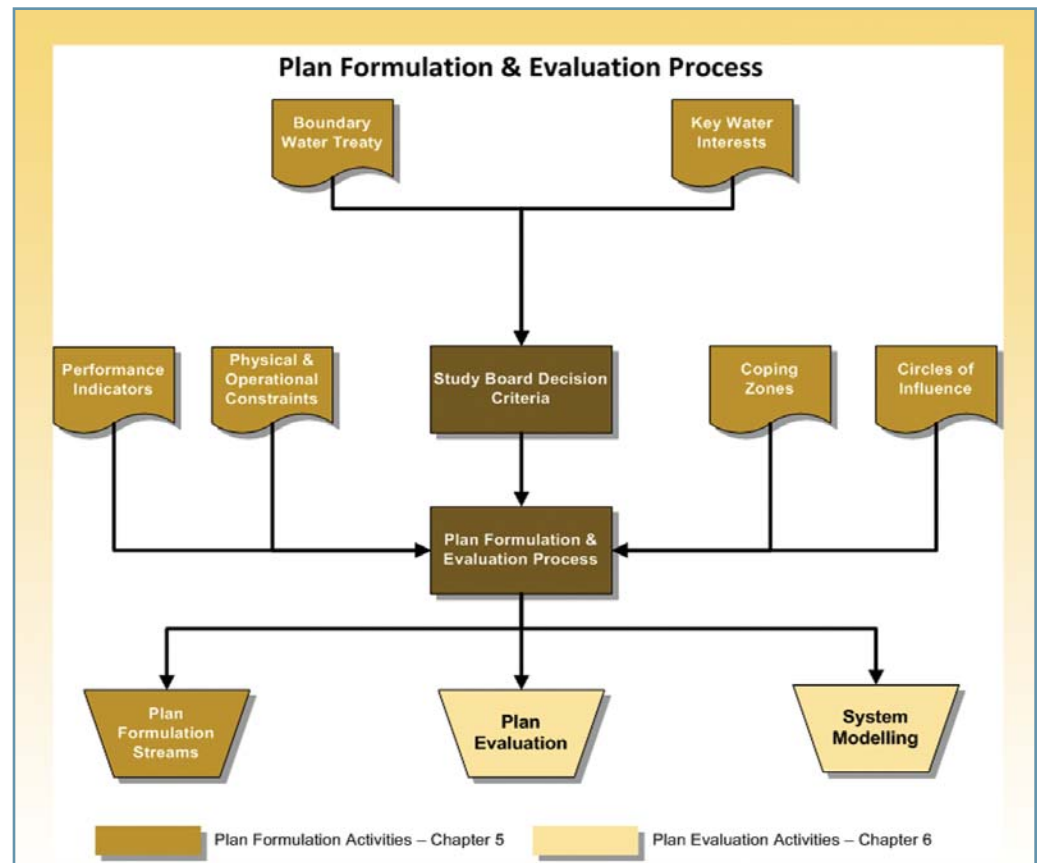 Plan Formulation & Evaluation Process
Boundary
Water Treaty
Key Water
Interests
Performance
Indicators
Physical &
Operational
Constraints
Study Board Decision
Criteria
Coping
Zones
Circles of
Influence
Plan Formulation &
Evaluation Process
Plan
Formulation
Streams
Plan
Evaluation
System
Modelling
Plan Formulation Activities – Chapter 5
Plan Evaluation Activities – Chapter 6